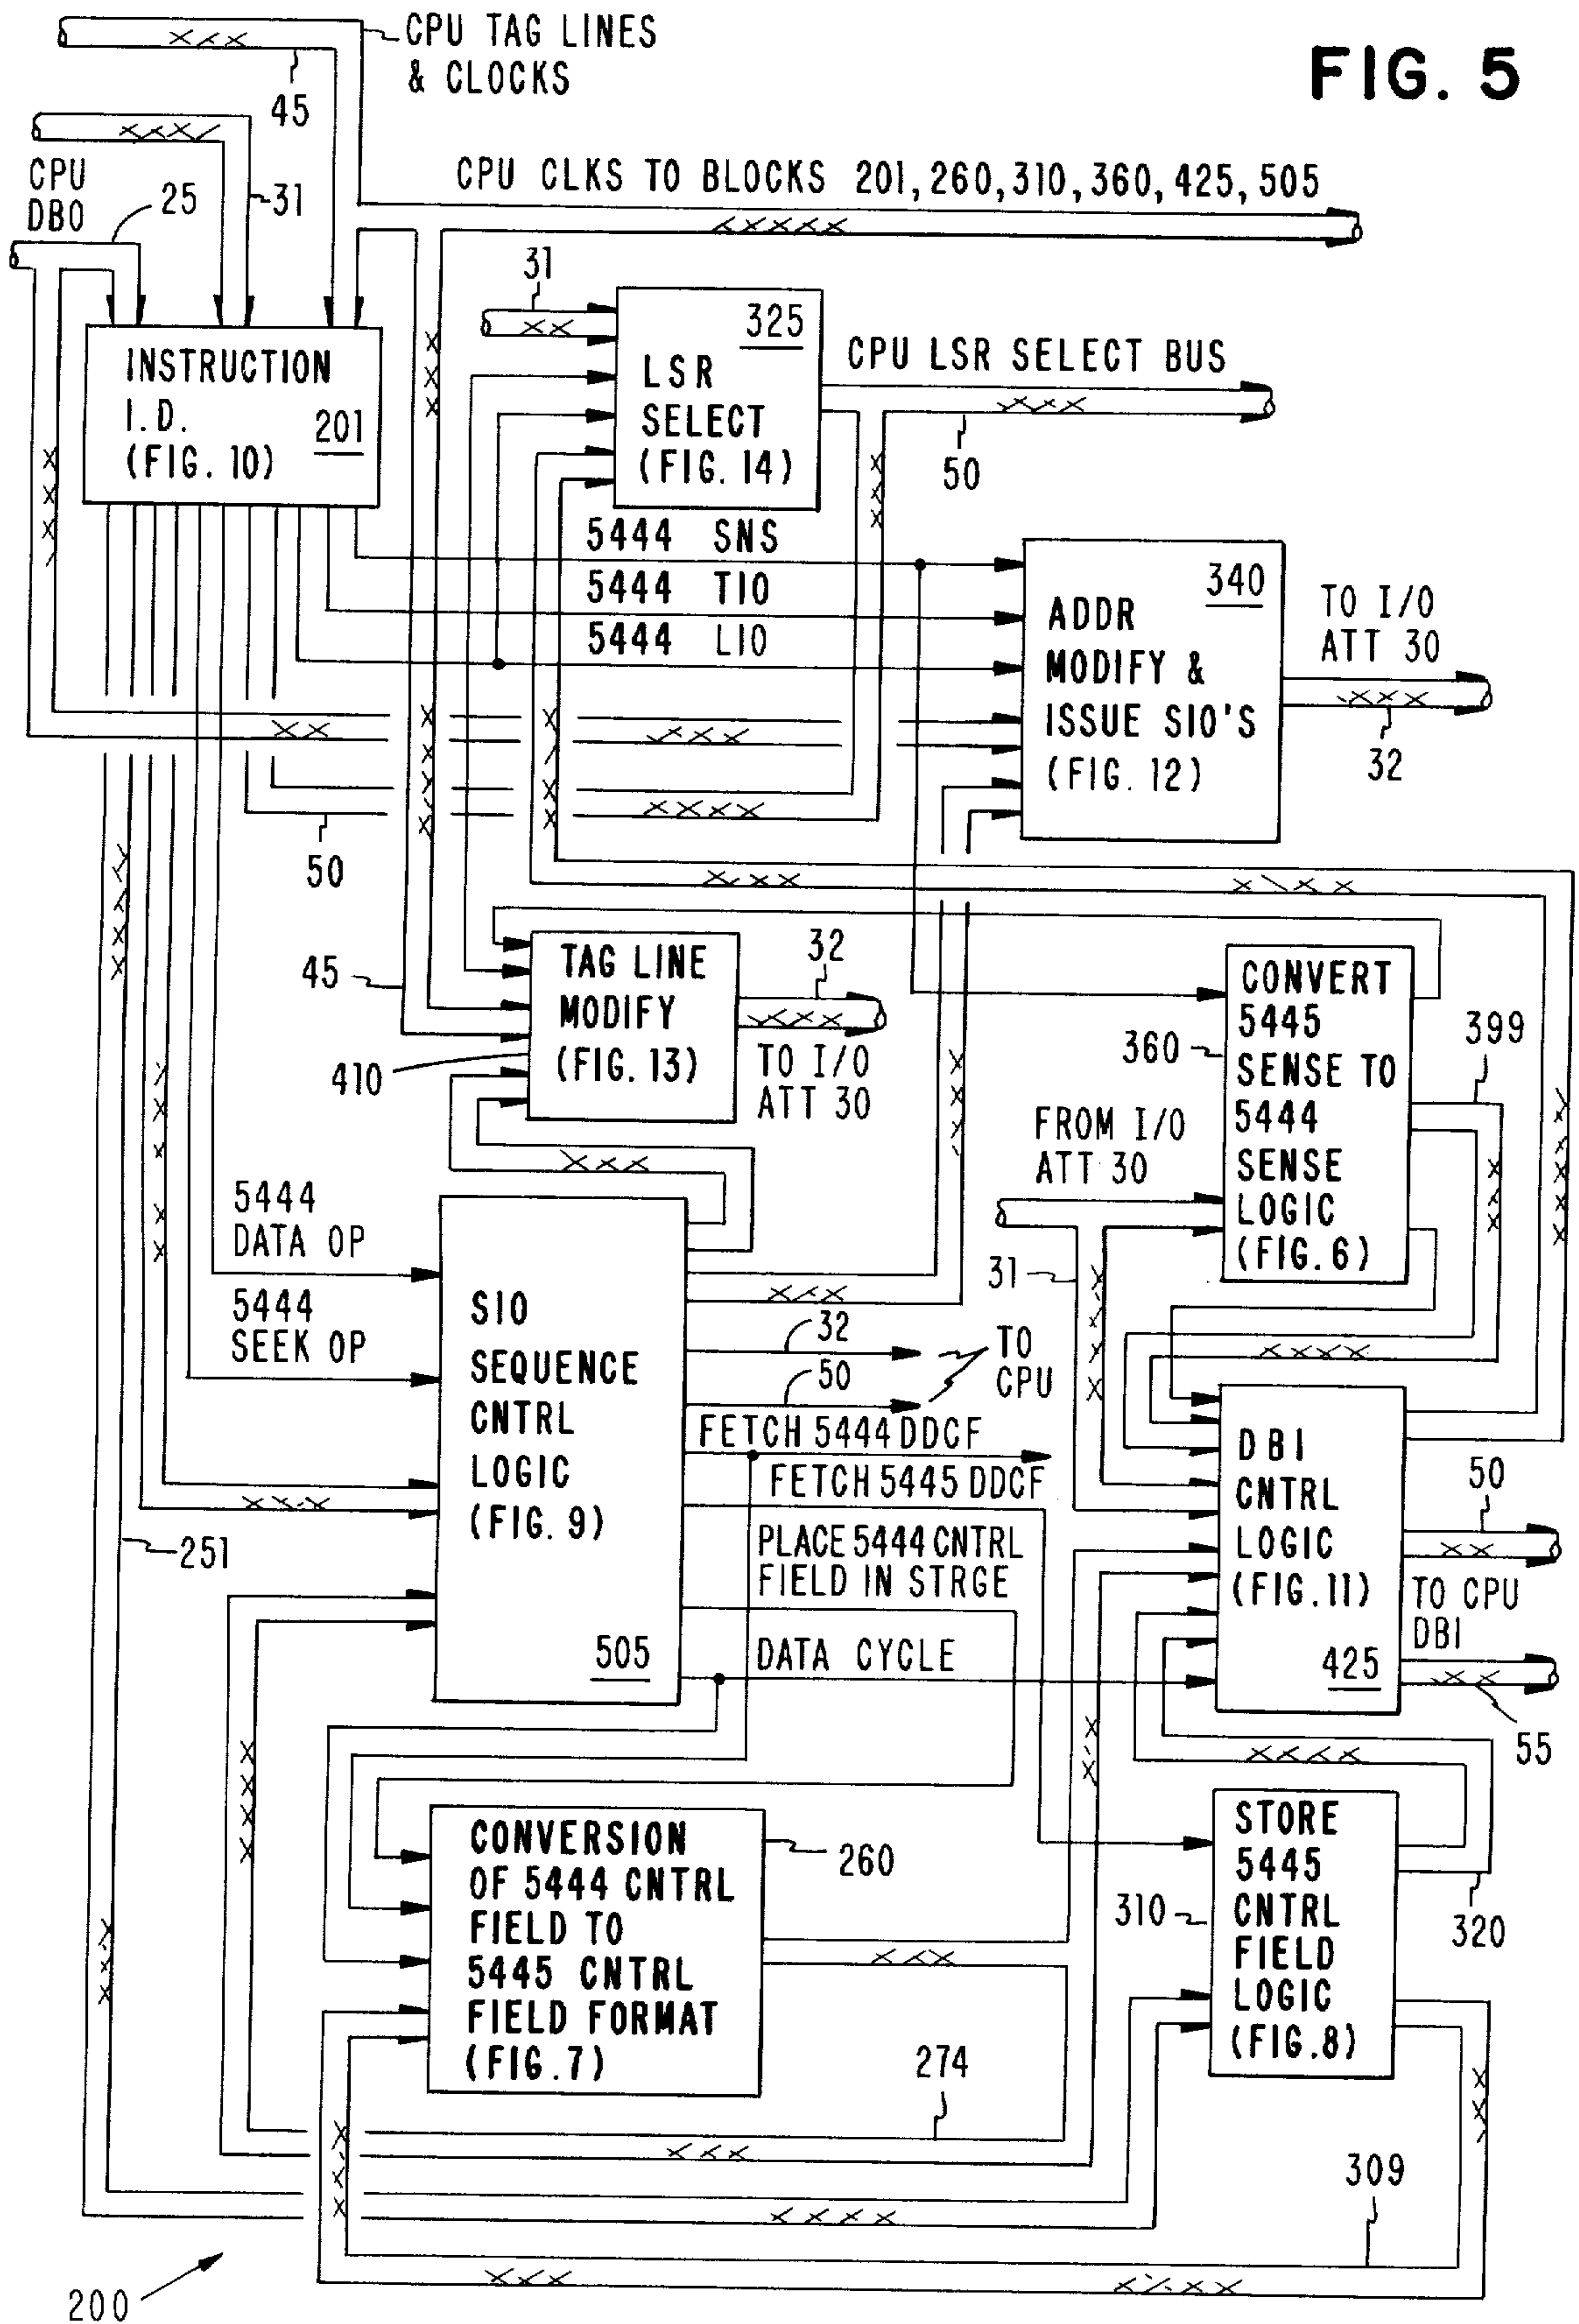 FIG. 5
CPU TAG LINES
& CLOCKS
45
CPU
DBO
25
31
CPU CLKS TO BLOCKS 201,260,310,360,425,505
INSTRUCTION
I.D.
(FIG. 10)
201
31
325
LSR
SELECT
(FIG. 14)
CPU LSR SELECT BUS
50
5444 SNS
5444 TIO
5444 LIO
340
ADDR
MODIFY &
ISSUE SIO'S
(FIG. 12)
TO I/O
ATT 30
32
50
45
TAG LINE
MODIFY
(FIG. 13)
410
32
TO I/O
ATT 30
CONVERT
5445
SENSE TO
5444
SENSE
LOGIC
(FIG. 6)
360
399
FROM I/O
ATT 30
31
5444
DATA OP
5444
SEEK OP
SIO
SEQUENCE
CNTRL
LOGIC
(FIG. 9)
505
32
50
TO
CPU
FETCH 5444 DDCF
FETCH 5445 DDCF
PLACE 5444 CNTRL
FIELD IN STRGE
DATA CYCLE
251
DBI
CNTRL
LOGIC
(FIG. 11)
425
50
TO CPU
DBI
55
CONVERSION
OF 5444 CNTRL
FIELD TO
5445 CNTRL
FIELD FORMAT
(FIG. 7)
260
STORE
5445
CNTRL
FIELD
LOGIC
(FIG. 8)
310
320
274
309
200